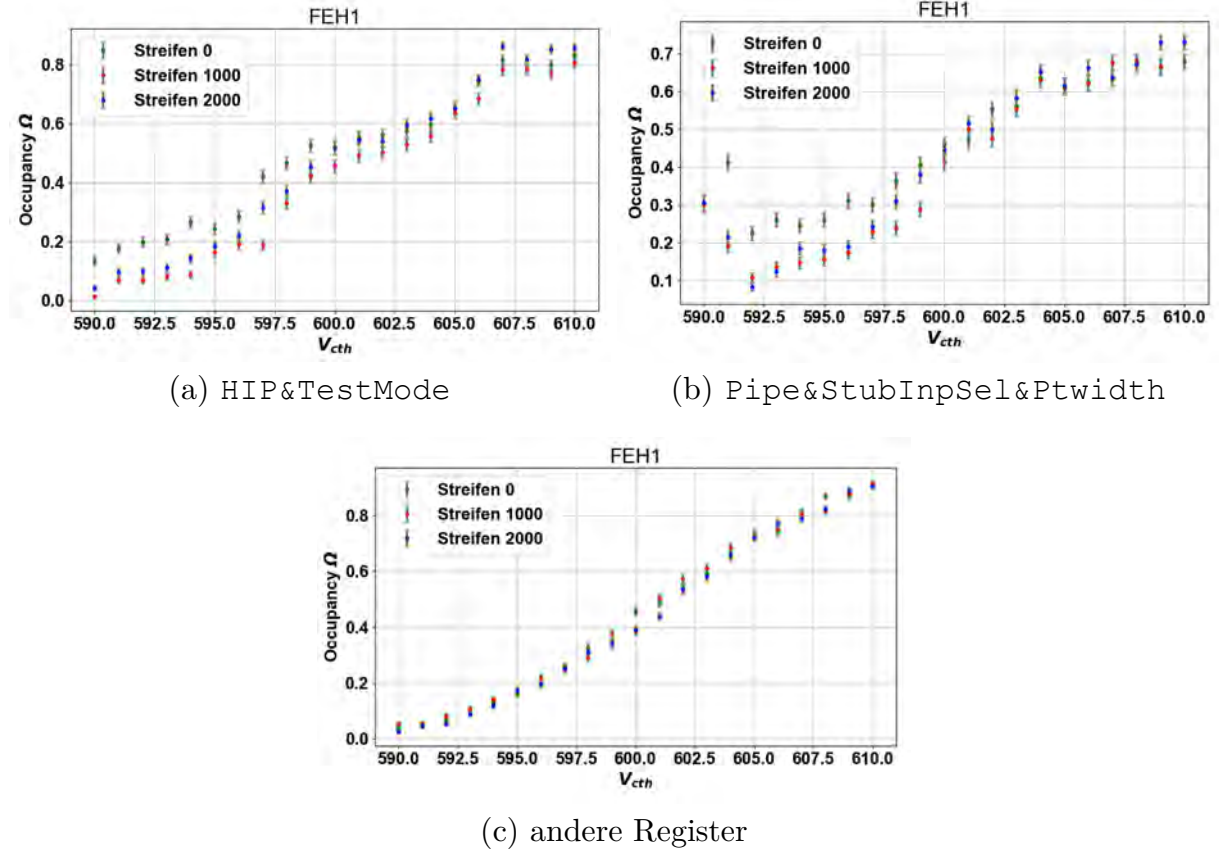 FEH1
Streifen 0
Streifen 1000
Streifen 2000
Occupancy Ω
0.8
0.6
0.4
0.2
0.0
590.0 592.5 595.0 597.5 600.0 602.5 605.0 607.5 610.0
V_cth
(a) HIP&TestMode
FEH1
Streifen 0
Streifen 1000
Streifen 2000
Occupancy Ω
0.7
0.6
0.5
0.4
0.3
0.2
0.1
590.0 592.5 595.0 597.5 600.0 602.5 605.0 607.5 610.0
V_cth
(b) Pipe&StubInpSel&Ptwidth
FEH1
Streifen 0
Streifen 1000
Streifen 2000
Occupancy Ω
0.8
0.6
0.4
0.2
0.0
590.0 592.5 595.0 597.5 600.0 602.5 605.0 607.5 610.0
V_cth
(c) andere Register